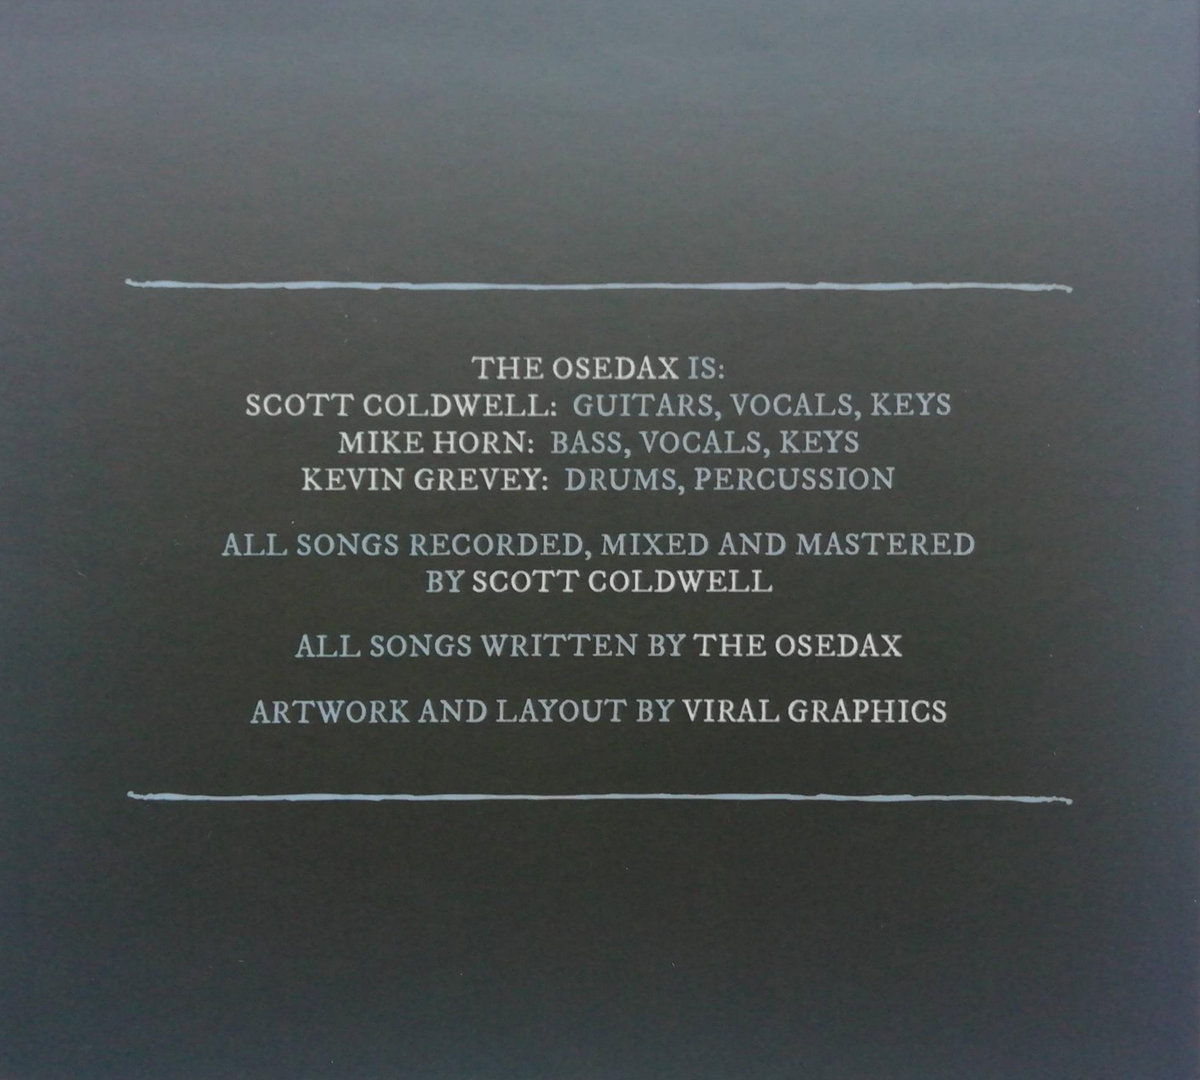 THE OSEDAX IS:
SCOTT COLDWELL: GUITARS, VOCALS, KEYS
MIKE HORN: BASS, VOCALS, KEYS
KEVIN GREVEY: DRUMS, PERCUSSION
ALL SONGS RECORDED, MIXED AND MASTERED
BY SCOTT COLDWELL
ALL SONGS WRITTEN BY THE OSEDAX
ARTWORK AND LAYOUT BY VIRAL GRAPHICS